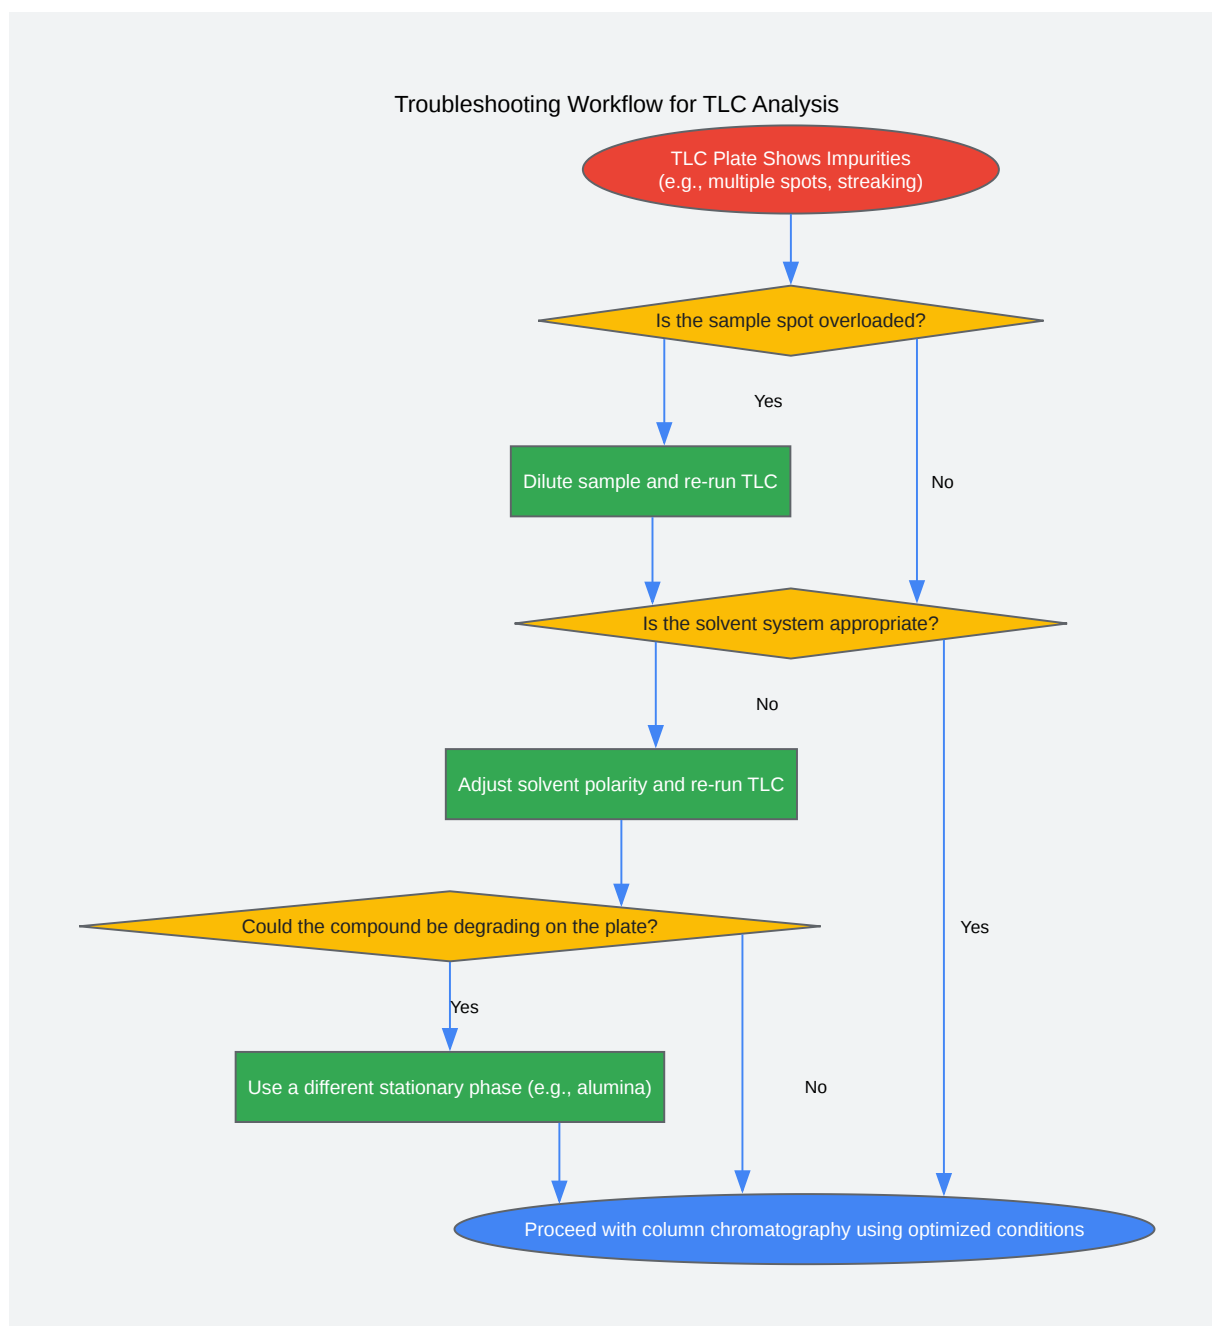 Troubleshooting Workflow for TLC Analysis
TLC Plate Shows Impurities
(e.g., multiple spots, streaking)
Is the sample spot overloaded?
Yes
Dilute sample and re-run TLC
No
Is the solvent system appropriate?
No
Adjust solvent polarity and re-run TLC
Could the compound be degrading on the plate?
Yes
Yes
Use a different stationary phase (e.g., alumina)
No
Proceed with column chromatography using optimized conditions